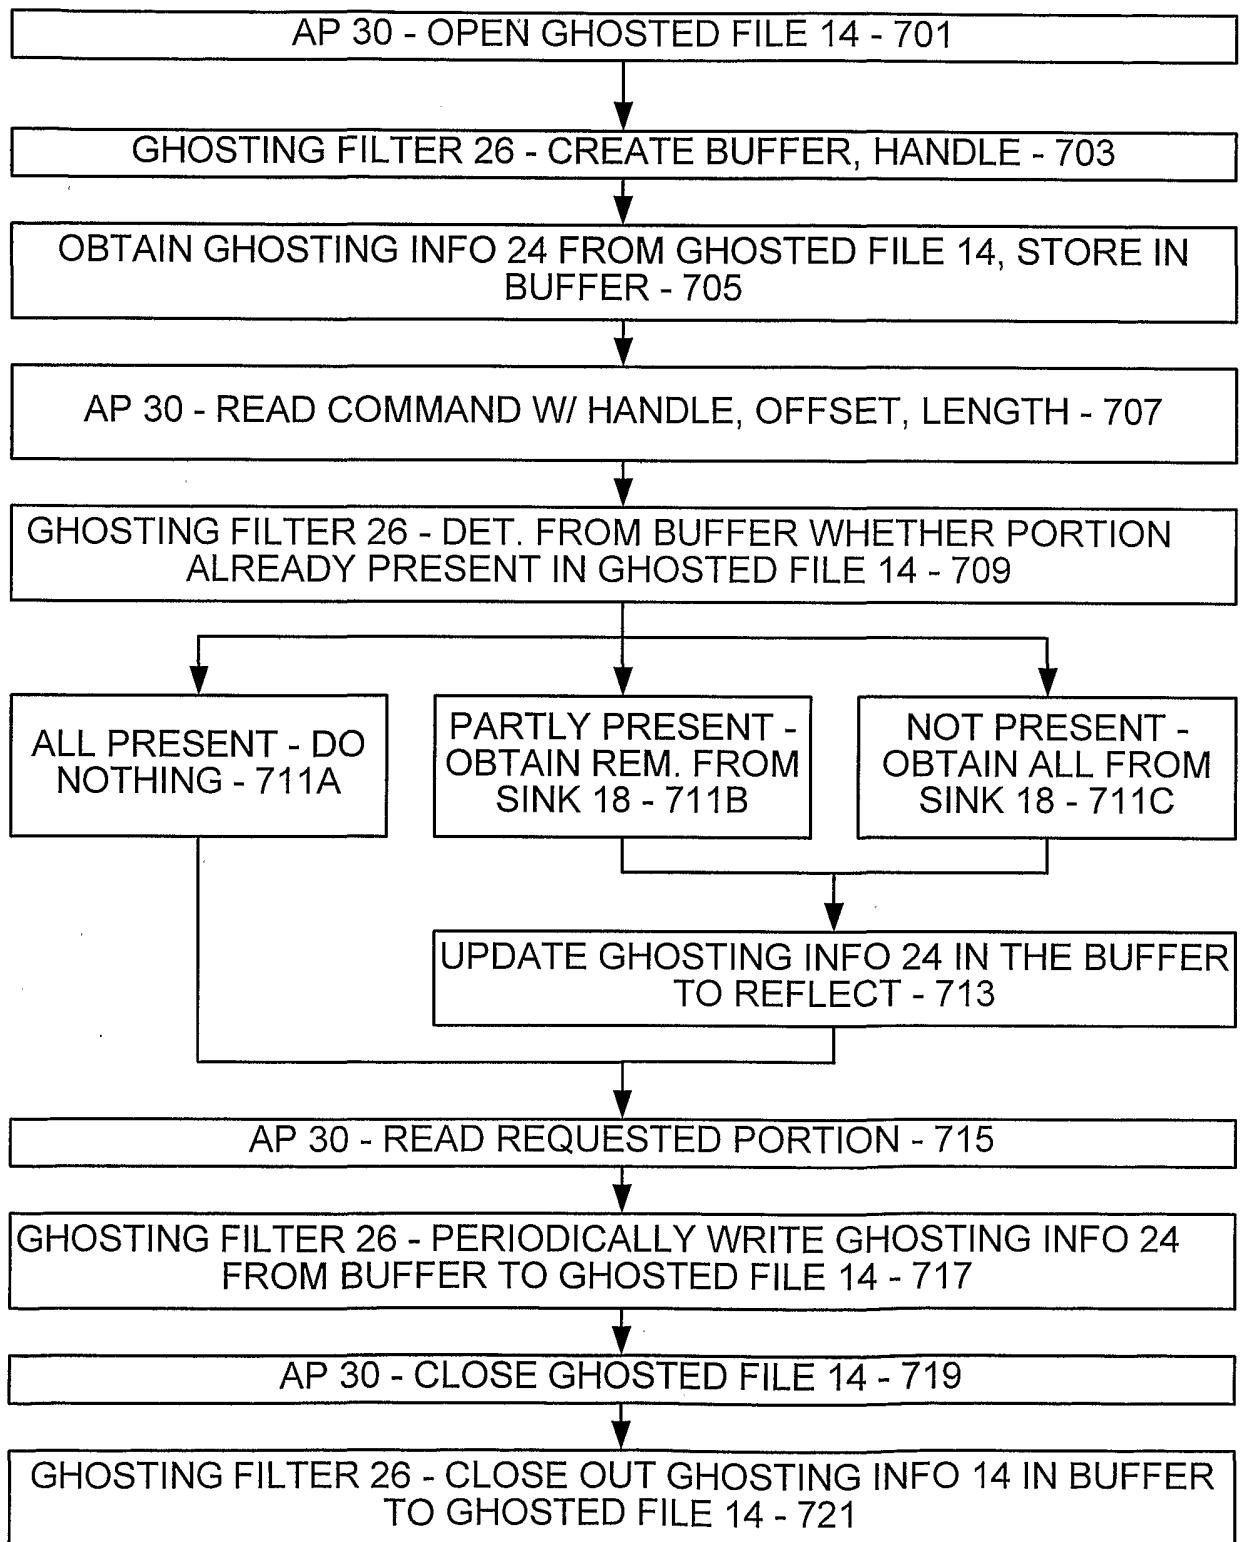 AP 30 - OPEN GHOSTED FILE 14 - 701
GHOSTING FILTER 26 - CREATE BUFFER, HANDLE - 703
OBTAIN GHOSTING INFO 24 FROM GHOSTED FILE 14, STORE IN
BUFFER - 705
AP 30 - READ COMMAND W/ HANDLE, OFFSET, LENGTH - 707
GHOSTING FILTER 26 - DET. FROM BUFFER WHETHER PORTION
ALREADY PRESENT IN GHOSTED FILE 14 - 709
ALL PRESENT - DO
NOTHING - 711A
PARTLY PRESENT -
OBTAIN REM. FROM
SINK 18 - 711B
NOT PRESENT -
OBTAIN ALL FROM
SINK 18 - 711C
UPDATE GHOSTING INFO 24 IN THE BUFFER
TO REFLECT - 713
AP 30 - READ REQUESTED PORTION - 715
GHOSTING FILTER 26 - PERIODICALLY WRITE GHOSTING INFO 24
FROM BUFFER TO GHOSTED FILE 14 - 717
AP 30 - CLOSE GHOSTED FILE 14 - 719
GHOSTING FILTER 26 - CLOSE OUT GHOSTING INFO 14 IN BUFFER
TO GHOSTED FILE 14 - 721